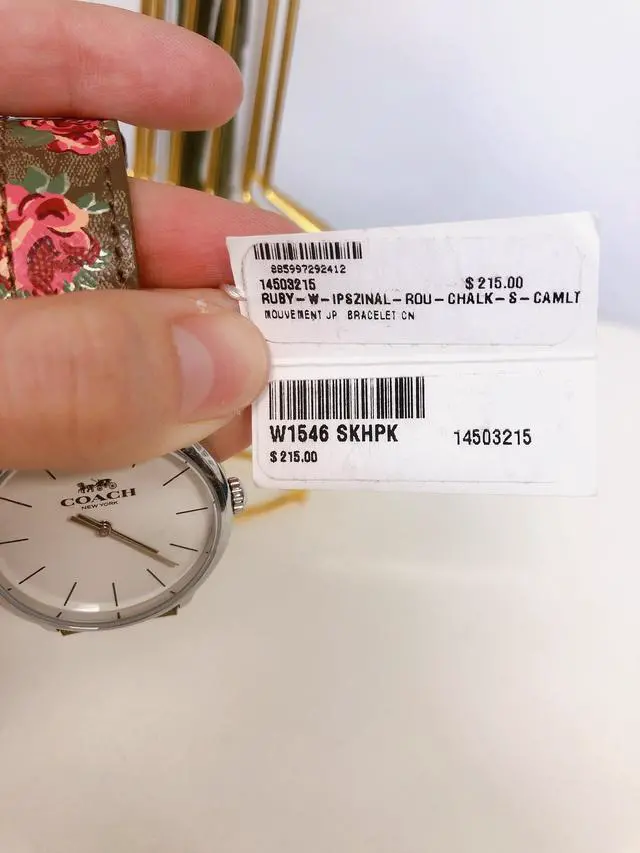 885997292412
14503215 $215.00
RUBY-W-IPSZINAL-ROU-CHALK-S-CAMLT
MOUVEMENT JP BRACELET CN
W1546 SKHPK 14503215
$215.00
COACH
NEW YORK